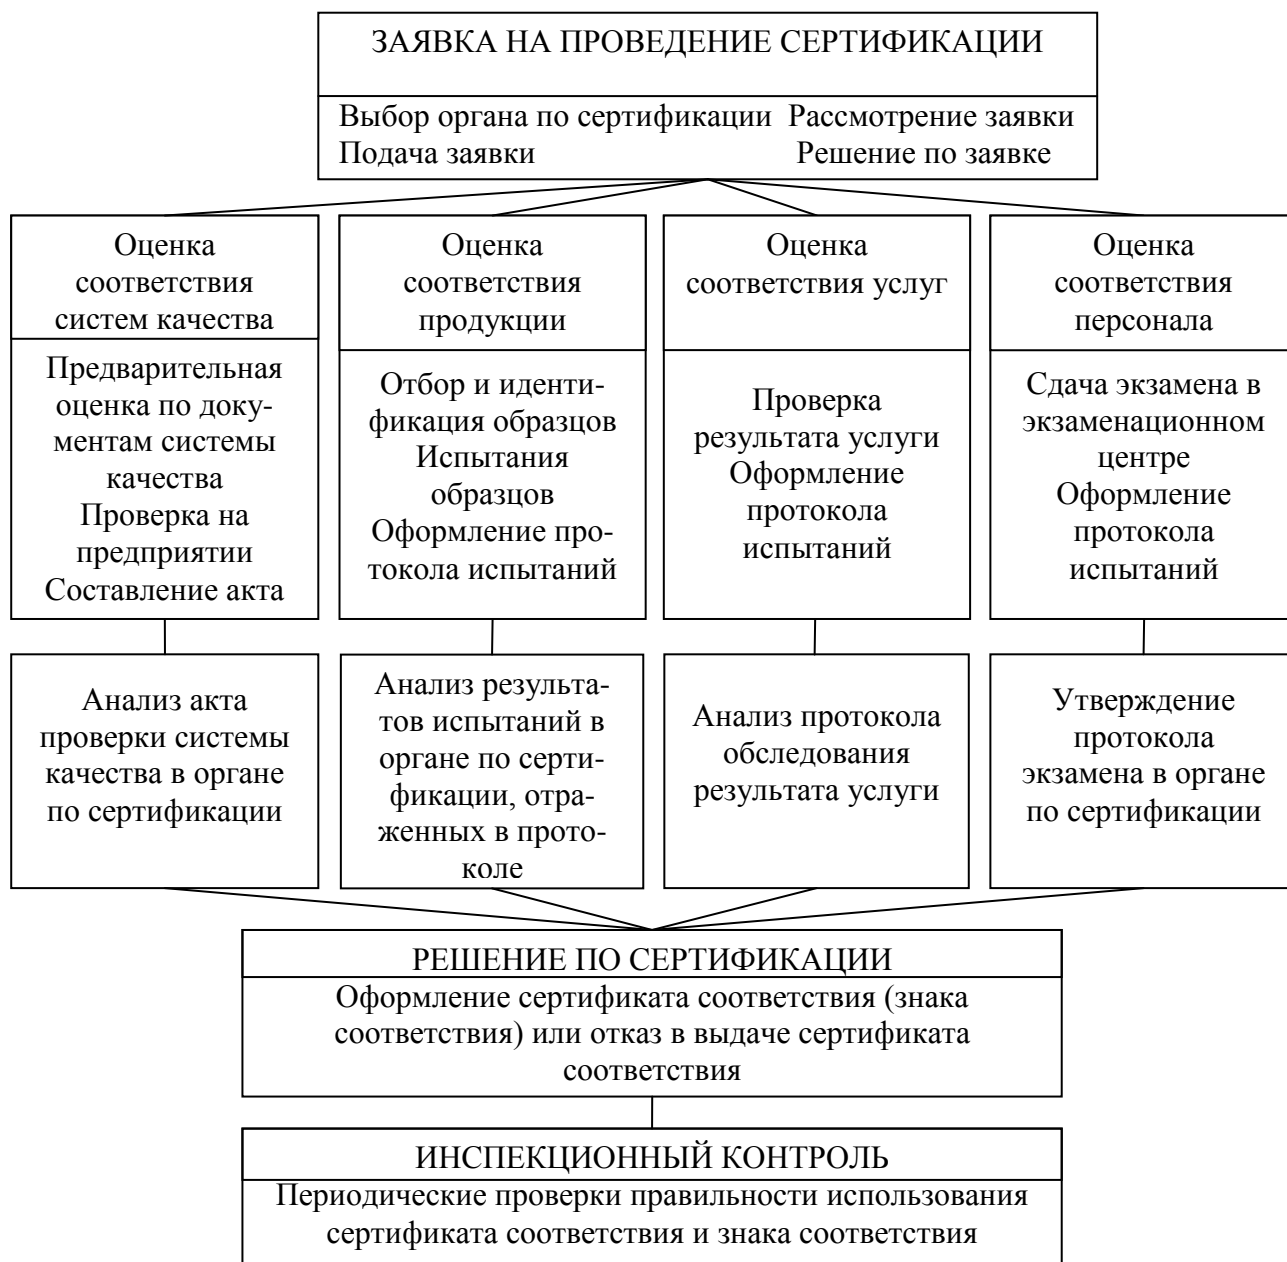 ЗАЯВКА НА ПРОВЕДЕНИЕ СЕРТИФИКАЦИИ
Выбор органа по сертификации Рассмотрение заявки
Подача заявки Решение по заявке
Оценка
соответствия
систем качества
Предварительная
оценка по доку-
ментам системы
качества
Проверка на
предприятии
Составление акта
Анализ акта
проверки системы
качества в органе
по сертификации
Оценка
соответствия
продукции
Отбор и иденти-
фикация образцов
Испытания
образцов
Оформление про-
токола испытаний
Анализ результа-
тов испытаний в
органе по серти-
фикации, отра-
женных в прото-
коле
Оценка
соответствия услуг
Проверка
результата услуги
Оформление
протокола
испытаний
Анализ протокола
обследования
результата услуги
Оценка
соответствия
персонала
Сдача экзамена в
экзаменационном
центре
Оформление
протокола
испытаний
Утверждение
протокола
экзамена в органе
по сертификации
РЕШЕНИЕ ПО СЕРТИФИКАЦИИ
Оформление сертификата соответствия (знака
соответствия) или отказ в выдаче сертификата
соответствия
ИНСПЕКЦИОННЫЙ КОНТРОЛЬ
Периодические проверки правильности использования
сертификата соответствия и знака соответствия